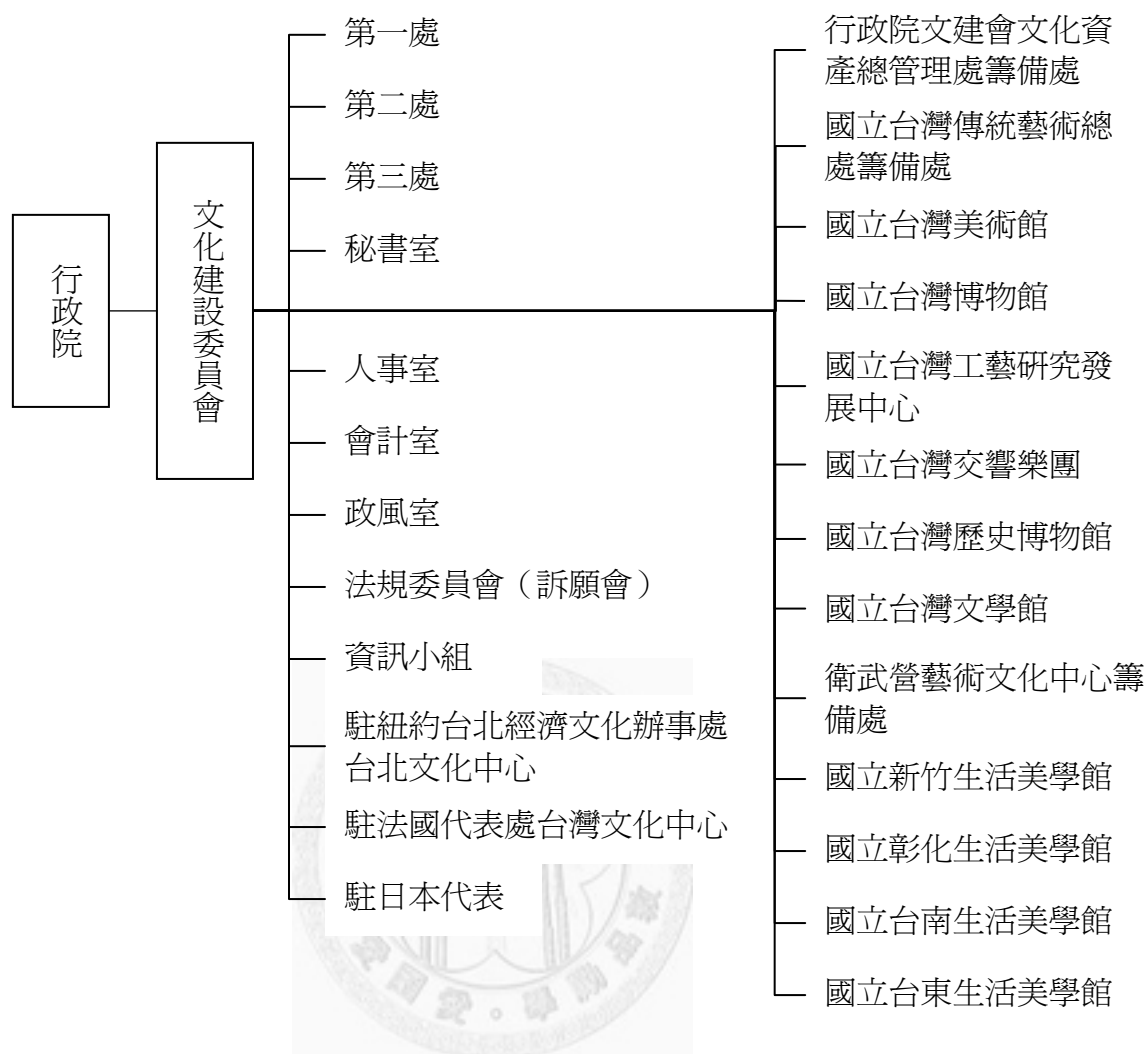 行政院
文化建設委員會
第一處
第二處
第三處
秘書室
人事室
會計室
政風室
法規委員會（訴願會）
資訊小組
駐紐約台北經濟文化辦事處
台北文化中心
駐法國代表處台灣文化中心
駐日本代表
行政院文建會文化資
產總管理處籌備處
國立台灣傳統藝術總
處籌備處
國立台灣美術館
國立台灣博物館
國立台灣工藝研究發
展中心
國立台灣交響樂團
國立台灣歷史博物館
國立台灣文學館
衛武營藝術文化中心籌
備處
國立新竹生活美學館
國立彰化生活美學館
國立台南生活美學館
國立台東生活美學館
愛國愛
學勵品敦